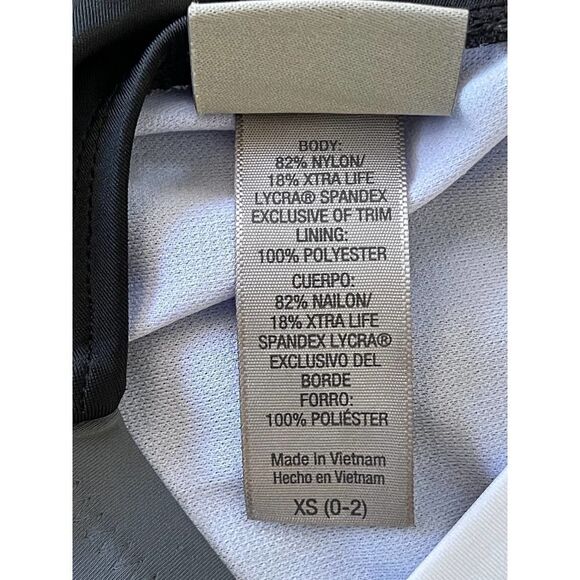 BODY:
82% NYLON/
18% XTRA LIFE
LYCRA® SPANDEX
EXCLUSIVE OF TRIM
LINING:
100% POLYESTER
CUERPO:
82% NAILON/
18% XTRA LIFE
SPANDEX LYCRA®
EXCLUSIVO DEL
BORDE
FORRO:
100% POLIÉSTER
Made in Vietnam
Hecho en Vietnam
XS (0-2)